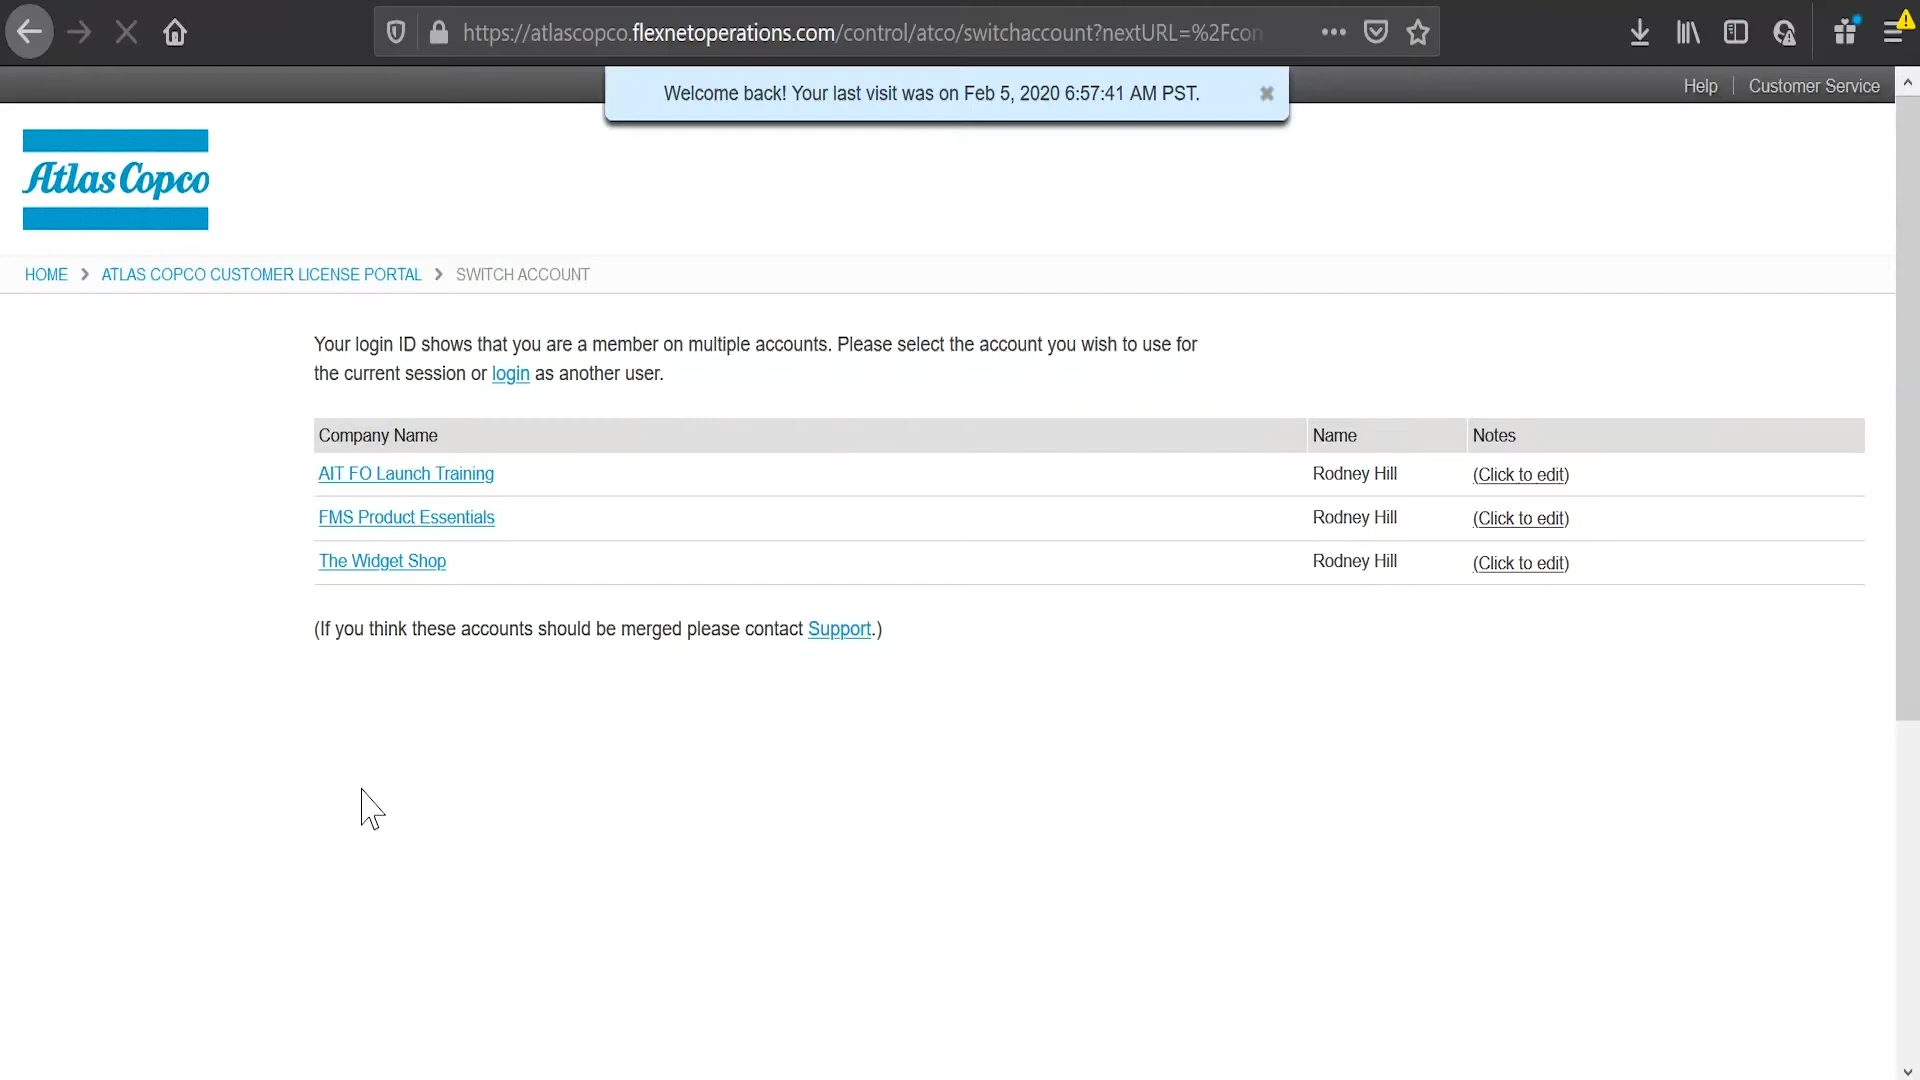 https://atlascopco.flexnetoperations.com/control/atco/switchaccount?nextURL=%2Fcon
Help Customer Service
Welcome back! Your last visit was on Feb 5, 2020 6:57:41 AM PST.
Atlas Copco
HOME > ATLAS COPCO CUSTOMER LICENSE PORTAL > SWITCH ACCOUNT
Your login ID shows that you are a member on multiple accounts. Please select the account you wish to use for
the current session or login as another user.
Company Name Name Notes
AIT FO Launch Training Rodney Hill (Click to edit)
FMS Product Essentials Rodney Hill (Click to edit)
The Widget Shop Rodney Hill (Click to edit)
(If you think these accounts should be merged please contact Support.)